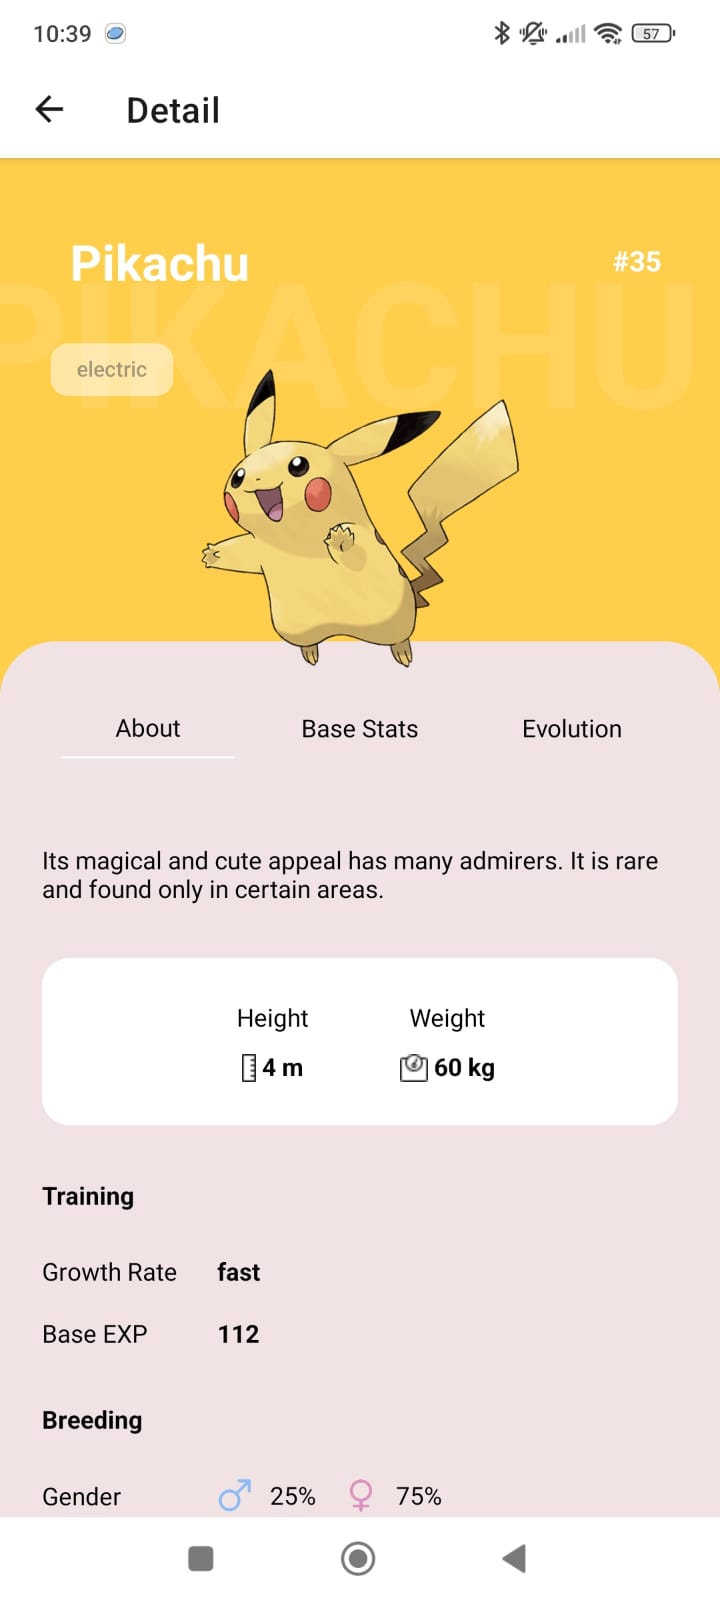 10:39
57
Detail
Pikachu
#35
PIKACHU
electric
About
Base Stats
Evolution
Its magical and cute appeal has many admirers. It is rare
and found only in certain areas.
Height
Weight
4 m
60 kg
Training
Growth Rate
fast
Base EXP
112
Breeding
Gender
25%
75%